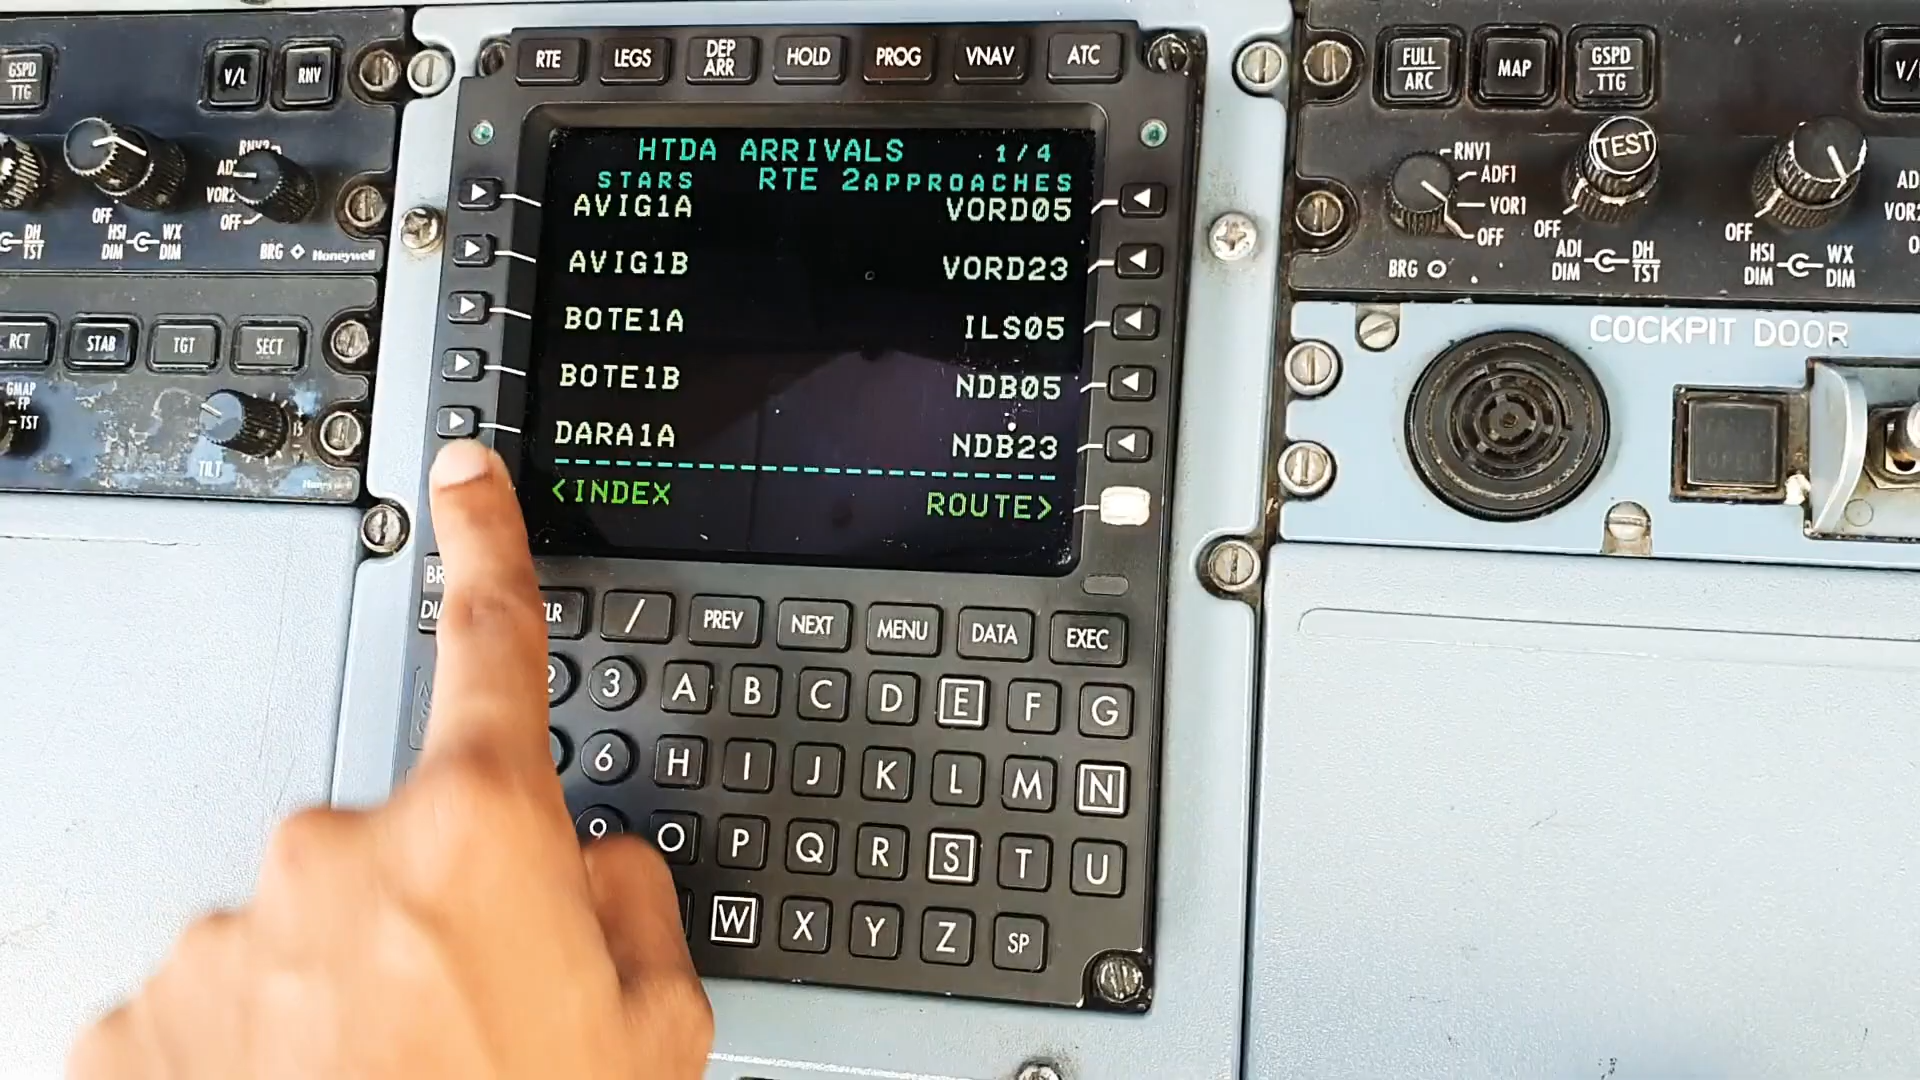 RTE LEGS DEP ARR HOLD PROG VNAV ATC
HTDA ARRIVALS 1/4
STARS RTE 2APPROACHES
AVIG1A VORD05
AVIG1B VORD23
BOTE1A ILS05
BOTE1B NDB05
DARA1A NDB23
<INDEX ROUTE>
/ PREV NEXT MENU DATA EXEC
2 3 A B C D E F G
6 H I J K L M N
9 O P Q R S T U
W X Y Z SP
GSPD TTG V/L RNV
RNV2
VOR2
OFF
OFF
HSI DIM
WX DIM
DH TST
BRG Honeywell
RCT STAB TGT SECT
GMAP
FP
TST
TILT
Honeywell
FULL ARC MAP GSPD TTG
RNV1
ADF1
VOR1
OFF
BRG
TEST
OFF
ADI DIM
DH TST
OFF
HSI DIM
WX DIM
COCKPIT DOOR
OPEN